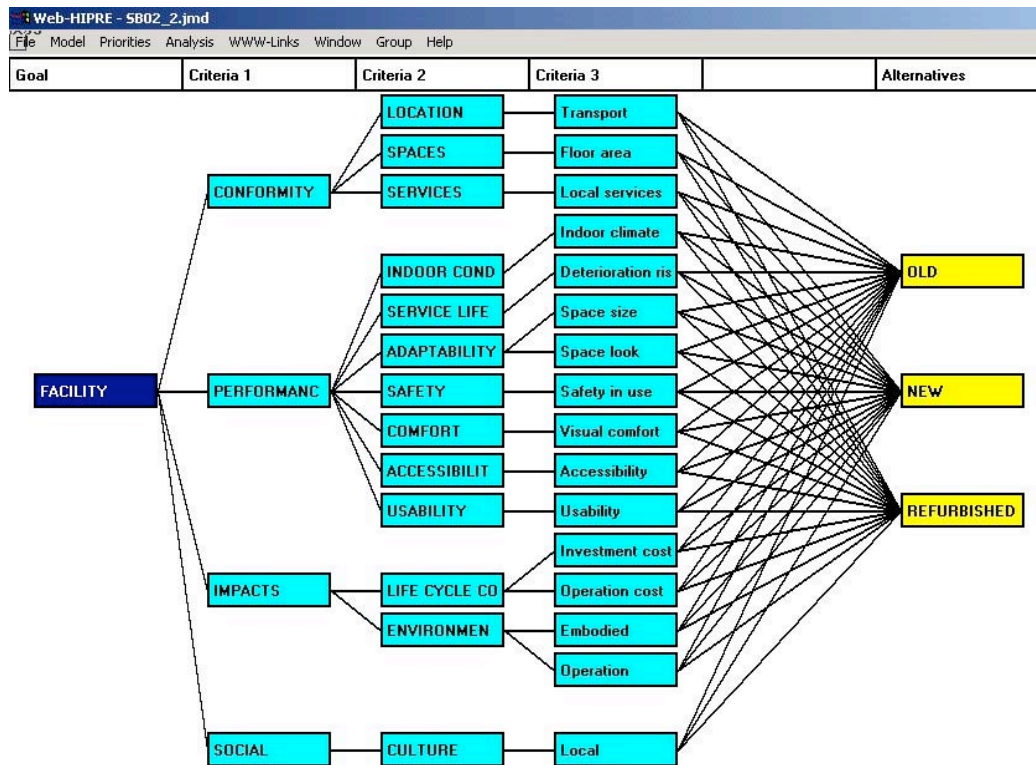 Web-HIPRE - SB02_2.jmd
File Model Priorities Analysis WWW-Links Window Group Help
Goal Criteria 1 Criteria 2 Criteria 3 Alternatives
LOCATION Transport
SPACES Floor area
CONFORMITY SERVICES Local services
Indoor climate
INDOOR COND Deterioration ris OLD
SERVICE LIFE Space size
ADAPTABILITY Space look
FACILITY PERFORMANC SAFETY Safety in use NEW
COMFORT Visual comfort
ACCESSIBILIT Accessibility
USABILITY Usability REFURBISHED
Investment cost
IMPACTS LIFE CYCLE CO Operation cost
ENVIRONMEN Embodied
Operation
SOCIAL CULTURE Local